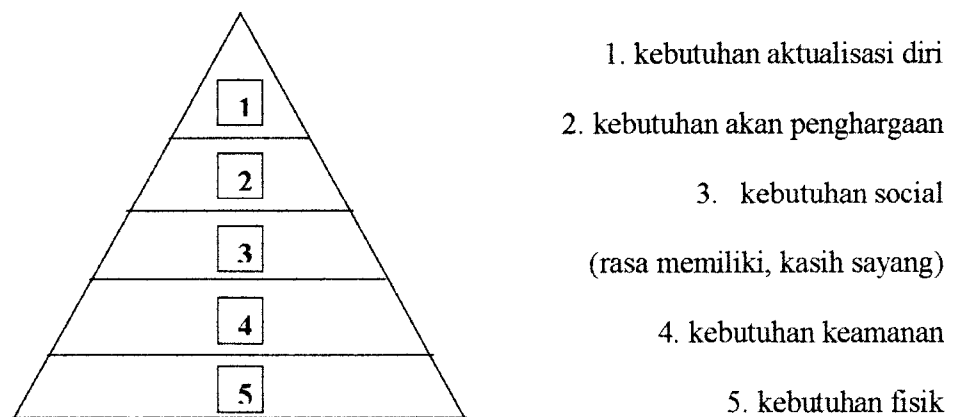 1
2
3
4
5
1. kebutuhan aktualisasi diri
2. kebutuhan akan penghargaan
3. kebutuhan social
(rasa memiliki, kasih sayang)
4. kebutuhan keamanan
5. kebutuhan fisik